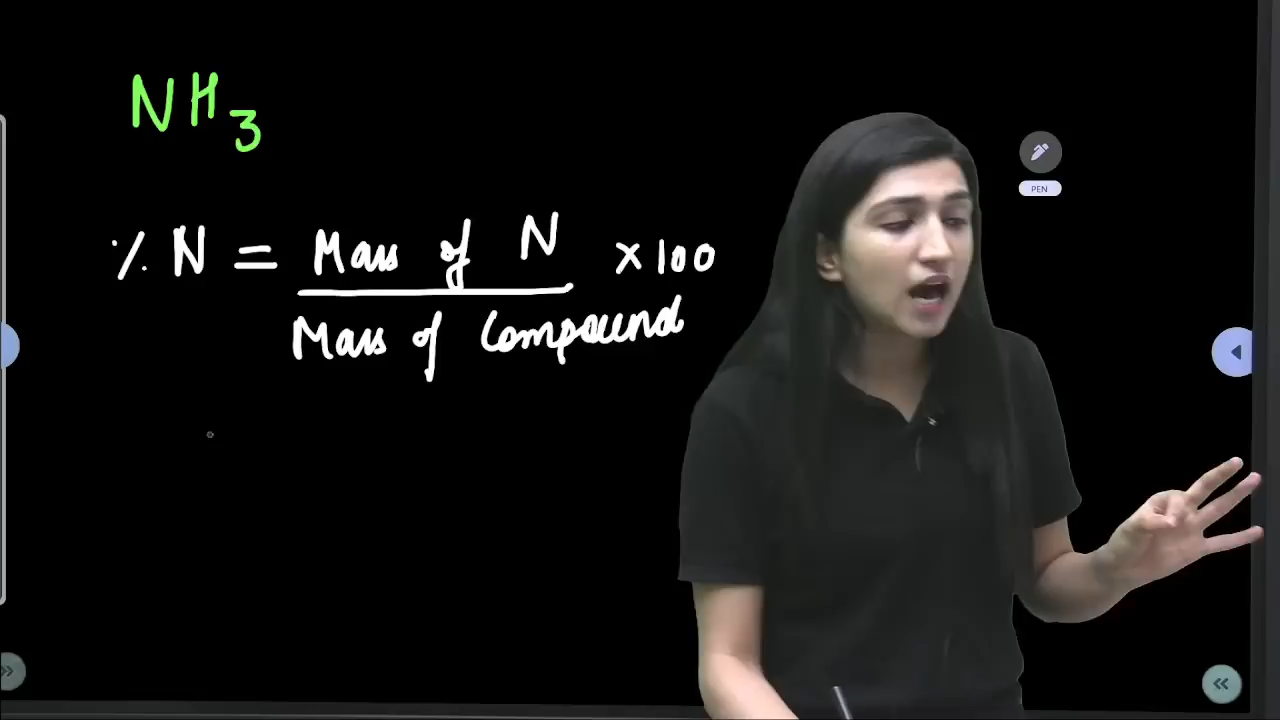 NH3
PEN
% N = Mass of N × 100
Mass of Compound